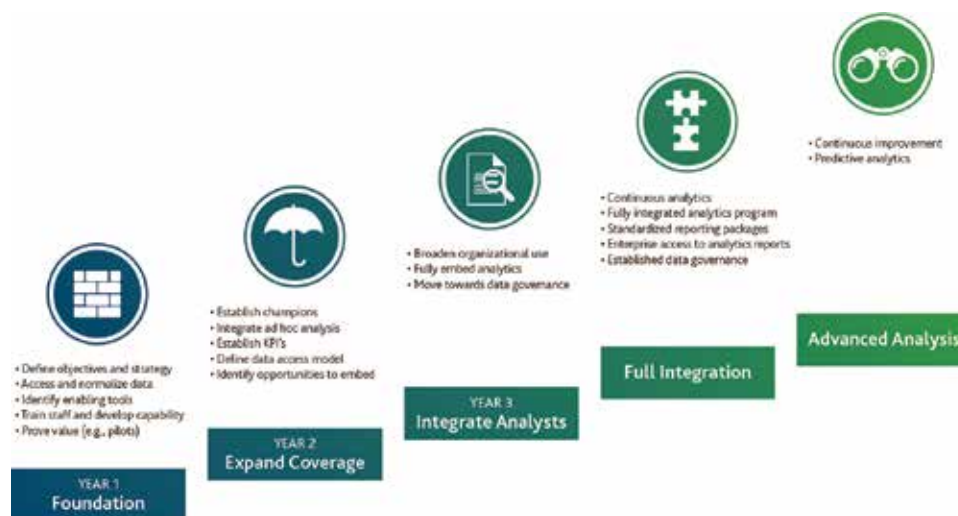 • Define objectives and strategy
• Access and normalize data
• Identify enabling tools
• Train staff and develop capability
• Prove value (e.g., pilots)
YEAR 1
Foundation
• Establish champions
• Integrate ad hoc analysis
• Establish KPI's
• Define data access model
• Identify opportunities to embed
YEAR 2
Expand Coverage
• Broaden organizational use
• Fully embed analytics
• Move towards data governance
YEAR 3
Integrate Analysts
• Continuous analytics
• Fully integrated analytics program
• Standardized reporting packages
• Enterprise access to analytics reports
• Established data governance
Full Integration
• Continuous improvement
• Predictive analytics
Advanced Analysis